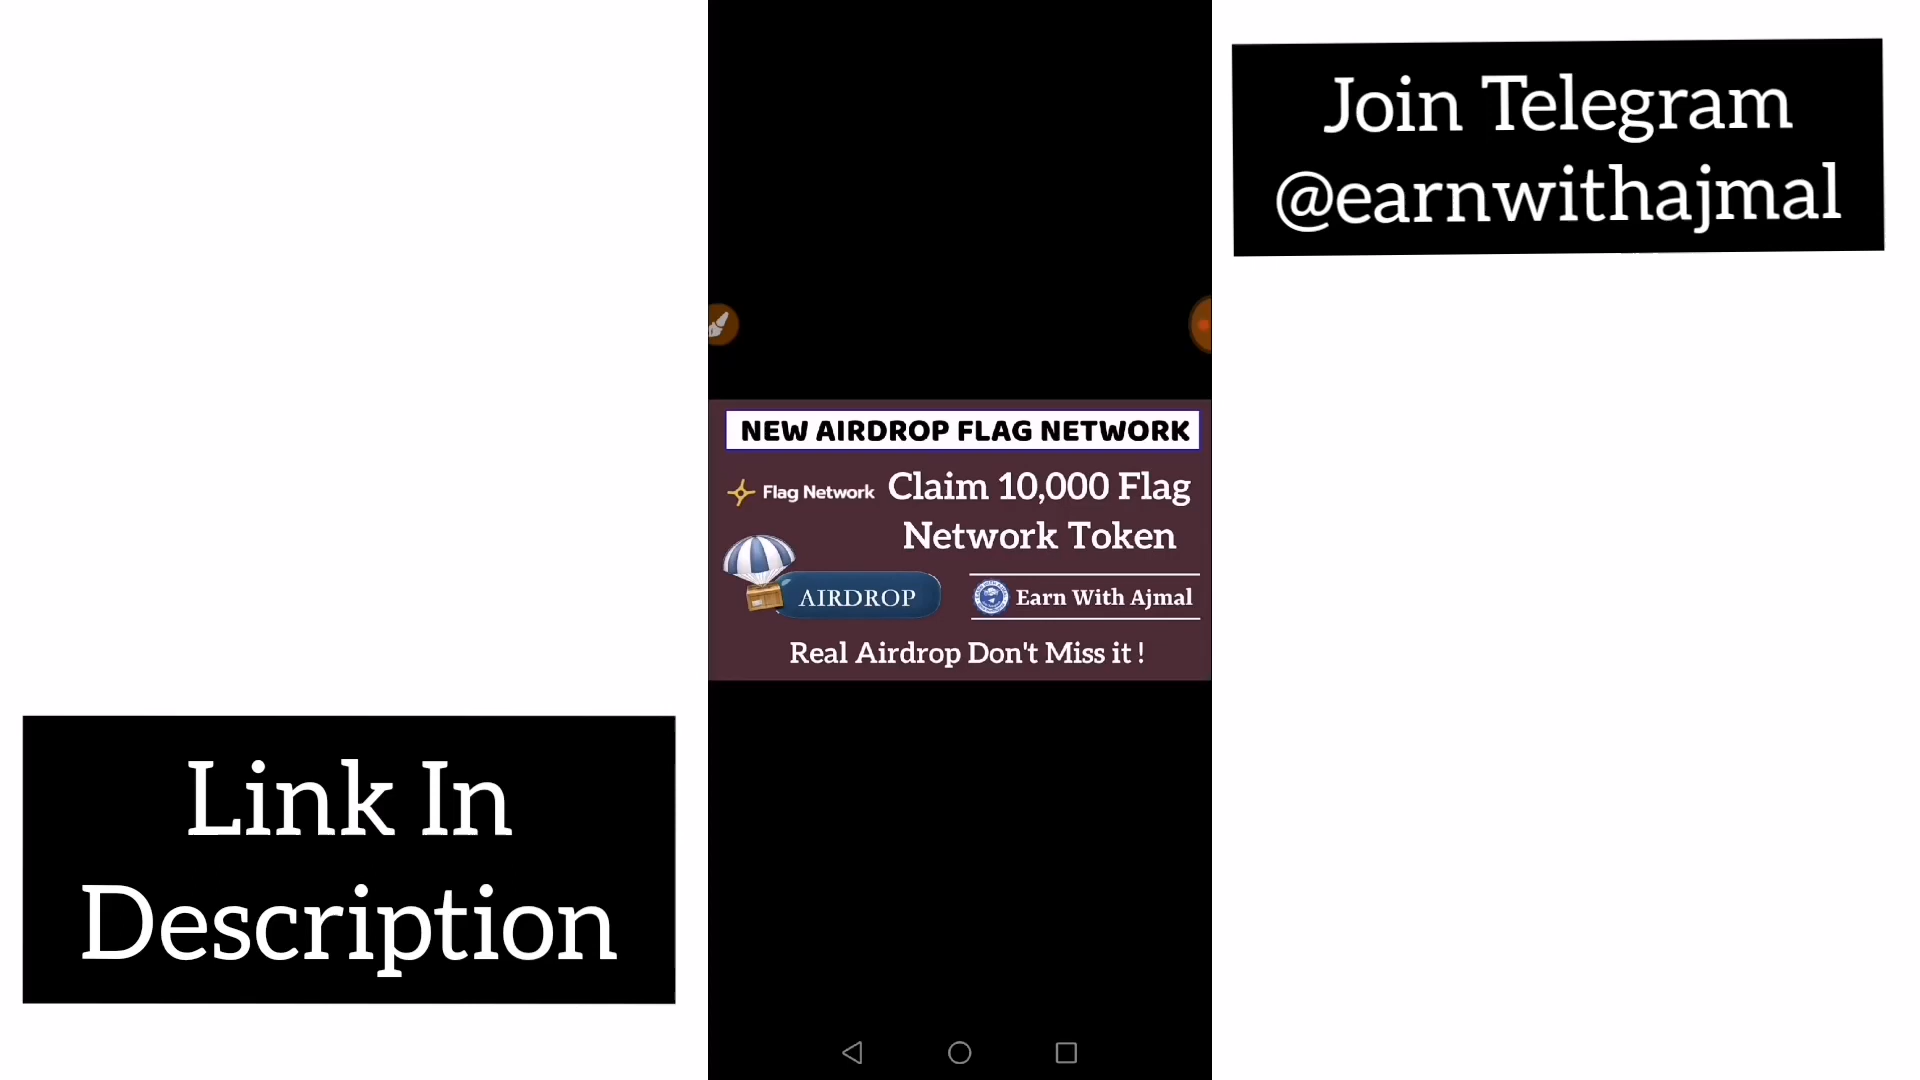 Join Telegram
@earnwithajmal
NEW AIRDROP FLAG NETWORK
Flag Network
Claim 10,000 Flag
Network Token
AIRDROP
Earn With Ajmal
Real Airdrop Don't Miss it !
Link In
Description